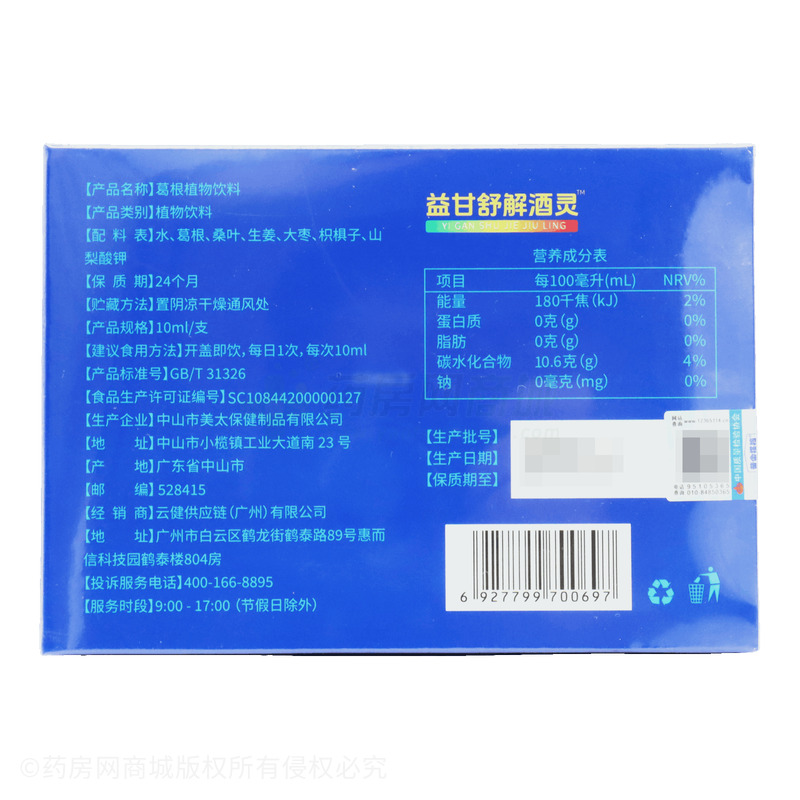 【产品名称】葛根植物饮料
【产品类别】植物饮料
【配 料 表】水、葛根、桑叶、生姜、大枣、枳椇子、山
梨酸钾
【保 质 期】24个月
【贮藏方法】置阴凉干燥通风处
【产品规格】10ml/支
【建议食用方法】开盖即饮，每日1次，每次10ml
【产品标准号】GB/T 31326
【食品生产许可证编号】SC10844200000127
【生产企业】中山市美太保健制品有限公司
【地 址】中山市小榄镇工业大道南 23 号
【产 地】广东省中山市
【邮 编】528415
【经 销 商】云健供应链（广州）有限公司
【地 址】广州市白云区鹤龙街鹤泰路89号惠而
信科技园鹤泰楼804房
【投诉服务电话】400-166-8895
【服务时段】9:00 - 17:00（节假日除外）
益甘舒解酒灵™
YI GAN SHU JIE JIU LING
营养成分表
项目 每100毫升(mL) NRV%
能量 180千焦(kJ) 2%
蛋白质 0克(g) 0%
脂肪 0克(g) 0%
碳水化合物 10.6克(g) 4%
钠 0毫克(mg) 0%
【生产批号】
【生产日期】
【保质期至】
中国质量检验协会
6 927799 700697
©药房网商城版权所有侵权必究